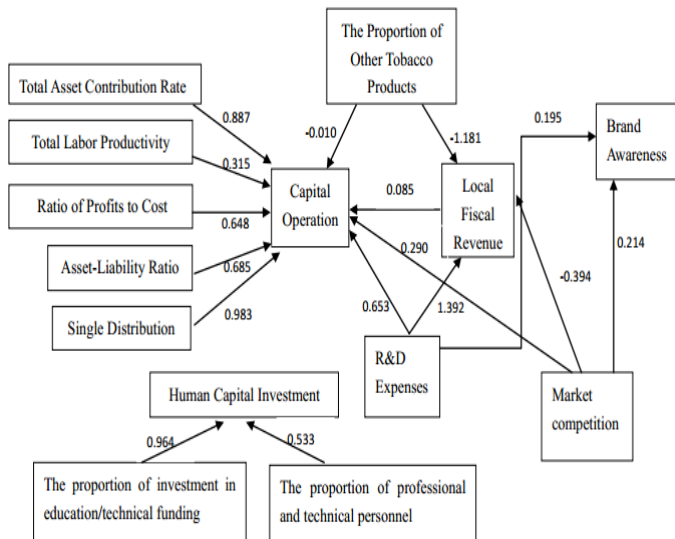 The Proportion of
Other Tobacco
Products
Total Asset Contribution Rate
0.887
-0.010
-1.181
0.195
Brand
Awareness
Total Labor Productivity
0.315
Capital
Operation
0.085
Local
Fiscal
Revenue
Ratio of Profits to Cost
0.648
0.290
0.214
Asset-Liability Ratio
0.685
-0.394
Single Distribution
0.983
0.653
1.392
R&D
Expenses
Market
competition
Human Capital Investment
0.964
0.533
The proportion of investment in
education/technical funding
The proportion of professional
and technical personnel